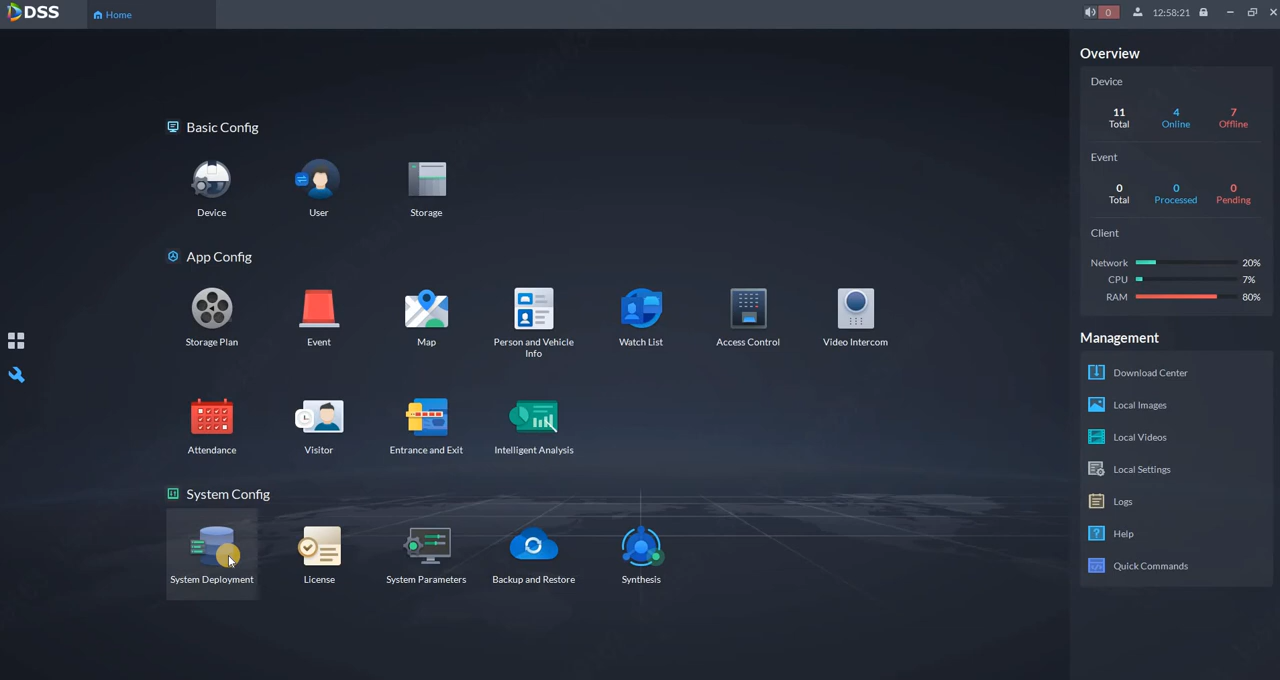 DSS
Home
0
12:58:21
Basic Config
Device
User
Storage
App Config
Storage Plan
Event
Map
Person and Vehicle
Info
Watch List
Access Control
Video Intercom
Attendance
Visitor
Entrance and Exit
Intelligent Analysis
System Config
System Deployment
License
System Parameters
Backup and Restore
Synthesis
Overview
Device
11 4 7
Total Online Offline
Event
0 0 0
Total Processed Pending
Client
Network 20%
CPU 7%
RAM 80%
Management
Download Center
Local Images
Local Videos
Local Settings
Logs
Help
Quick Commands